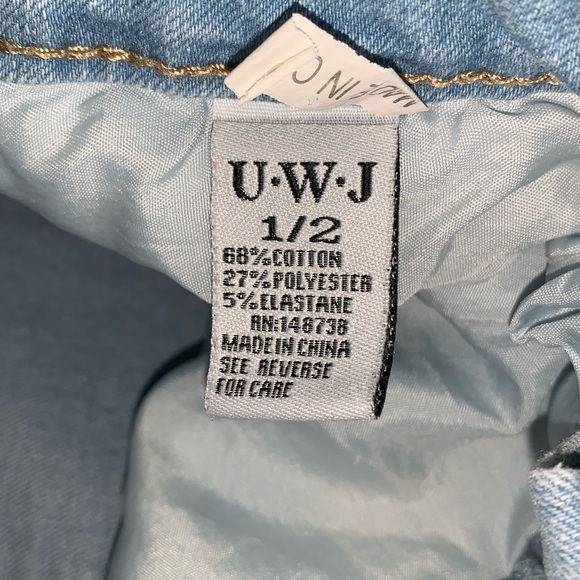 U·W·J
1/2
68%COTTON
27%POLYESTER
5%ELASTANE
RN:148738
MADE IN CHINA
SEE REVERSE
FOR CARE